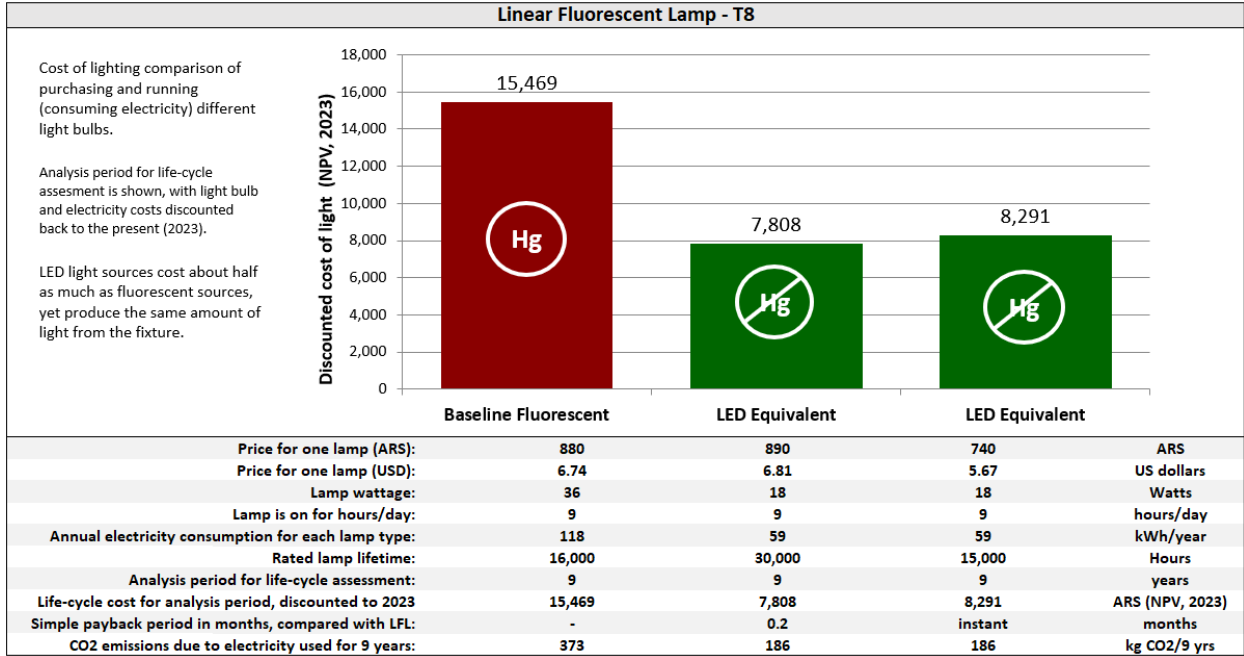 Linear Fluorescent Lamp - T8
Cost of lighting comparison of
purchasing and running
(consuming electricity) different
light bulbs.
Analysis period for life-cycle
assesment is shown, with light bulb
and electricity costs discounted
back to the present (2023).
LED light sources cost about half
as much as fluorescent sources,
yet produce the same amount of
light from the fixture.
Discounted cost of light (NPV, 2023)
18,000
16,000
14,000
12,000
10,000
8,000
6,000
4,000
2,000
0
15,469
7,808
8,291
Hg
Hg
Hg
Baseline Fluorescent LED Equivalent LED Equivalent
Price for one lamp (ARS): 880 890 740 ARS
Price for one lamp (USD): 6.74 6.81 5.67 US dollars
Lamp wattage: 36 18 18 Watts
Lamp is on for hours/day: 9 9 9 hours/day
Annual electricity consumption for each lamp type: 118 59 59 kWh/year
Rated lamp lifetime: 16,000 30,000 15,000 Hours
Analysis period for life-cycle assessment: 9 9 9 years
Life-cycle cost for analysis period, discounted to 2023 15,469 7,808 8,291 ARS (NPV, 2023)
Simple payback period in months, compared with LFL: - 0.2 instant months
CO2 emissions due to electricity used for 9 years: 373 186 186 kg CO2/9 yrs